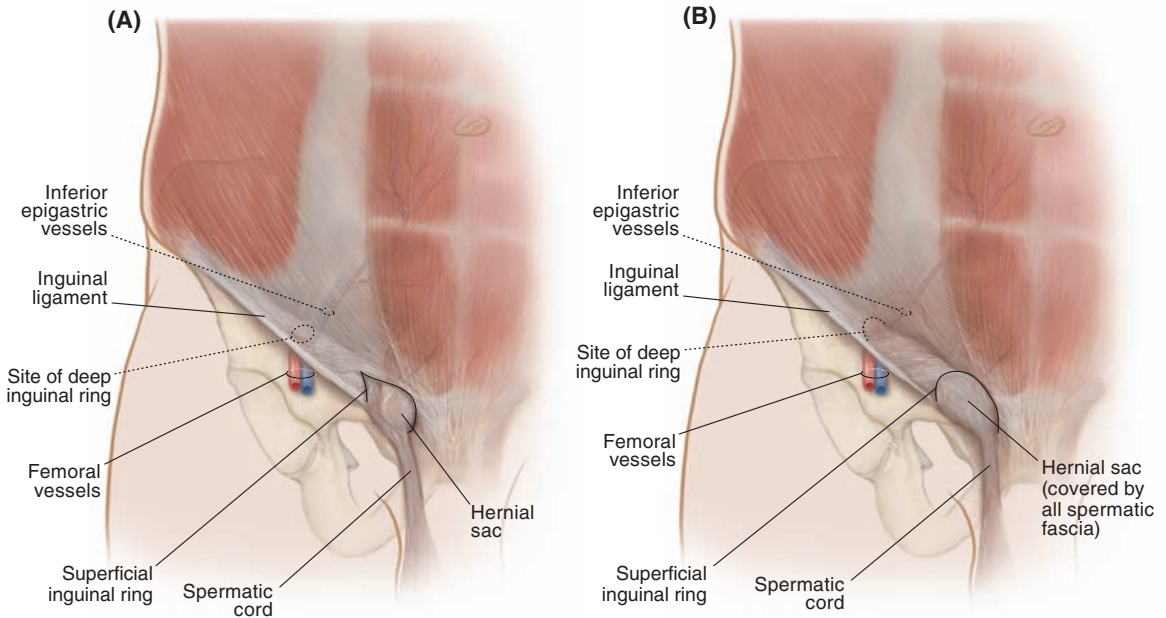 (A)
Inferior
epigastric
vessels
Inguinal
ligament
Site of deep
inguinal ring
Femoral
vessels
Superficial
inguinal ring
Spermatic
cord
Hernial
sac
(B)
Inferior
epigastric
vessels
Inguinal
ligament
Site of deep
inguinal ring
Femoral
vessels
Superficial
inguinal ring
Spermatic
cord
Hernial sac
(covered by
all spermatic
fascia)